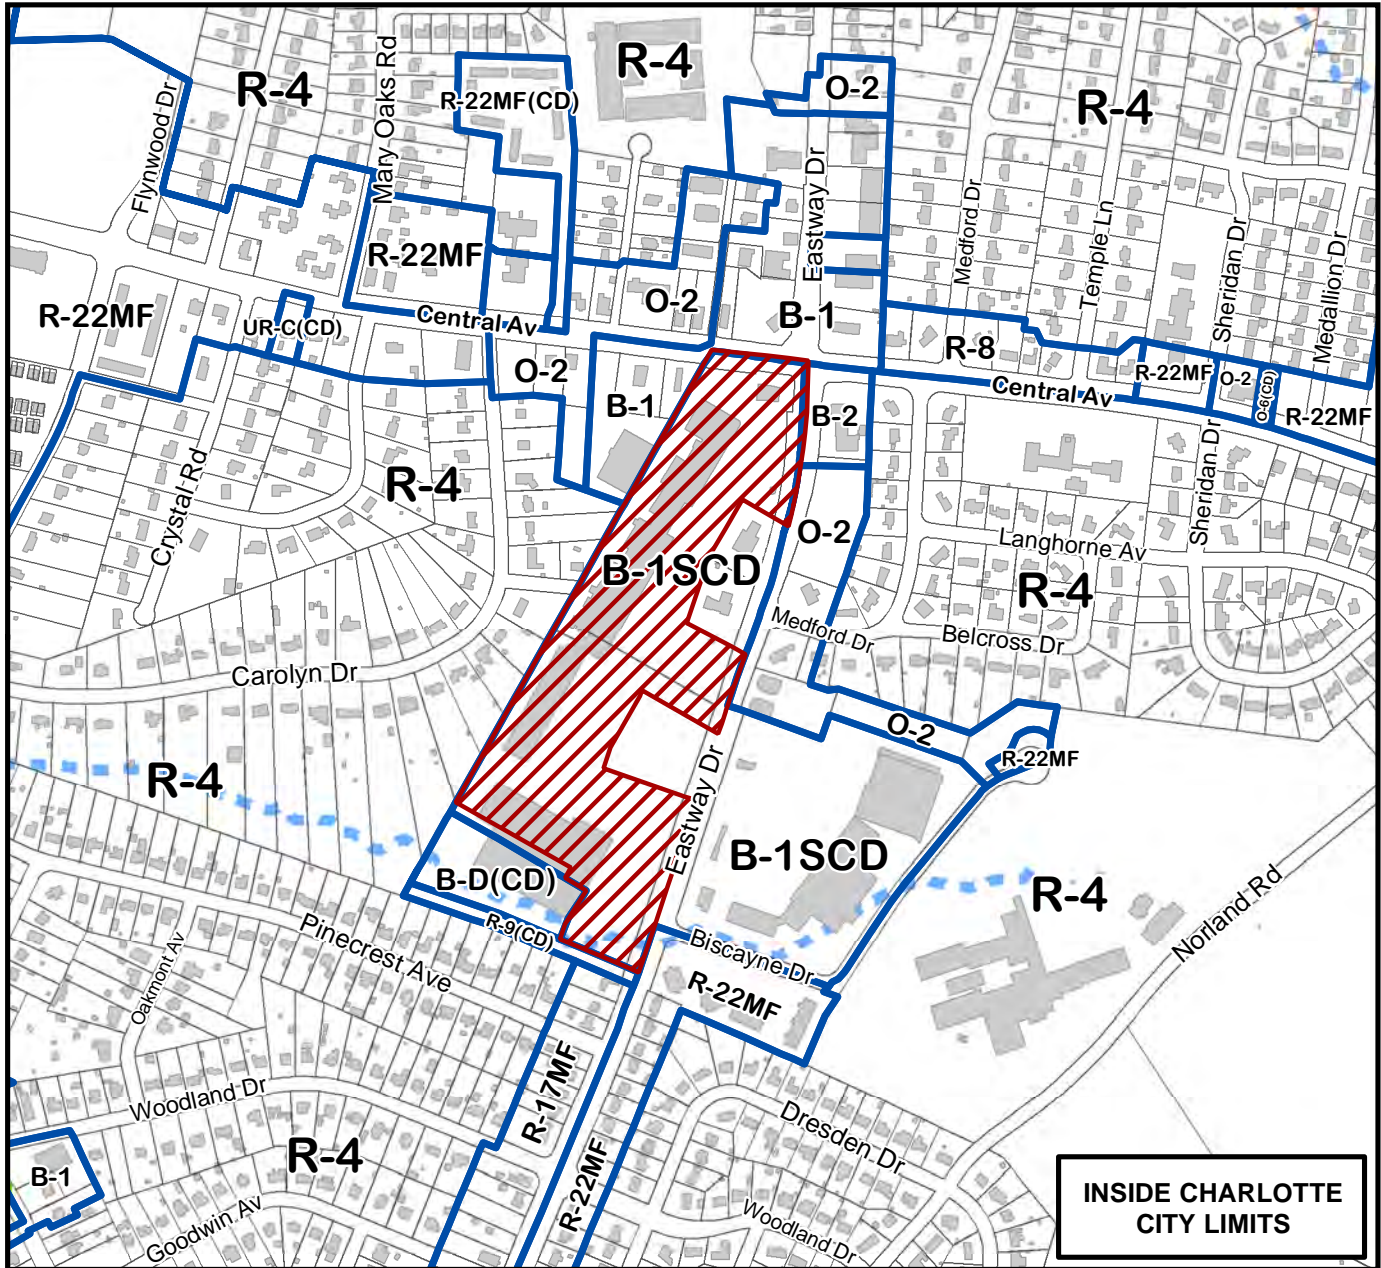 R-4
R-4
R-4
Mary Oaks Rd
Flynwood Dr
R-22MF(CD)
O-2
Eastway Dr
Medford Dr
Temple Ln
Sheridan Dr
Medallion Dr
R-22MF
R-22MF
UR-C(CD)
Central Av
O-2
B-1
R-8
O-2
B-1
B-2
Central Av
R-22MF
O-2
O-6(CD)
R-22MF
Crystal Rd
R-4
O-2
Sheridan Dr
Langhorne Av
B-1SCD
R-4
Medford Dr
Belcross Dr
Carolyn Dr
O-2
R-22MF
R-4
Eastway Dr
B-1SCD
B-D(CD)
R-4
R-9(CD)
Pinecrest Ave
Oakmont Av
Biscayne Dr
Norland Rd
R-22MF
R-17MF
Woodland Dr
Dresden Dr
R-4
B-1
R-22MF
Goodwin Av
Woodland Dr
INSIDE CHARLOTTE
CITY LIMITS